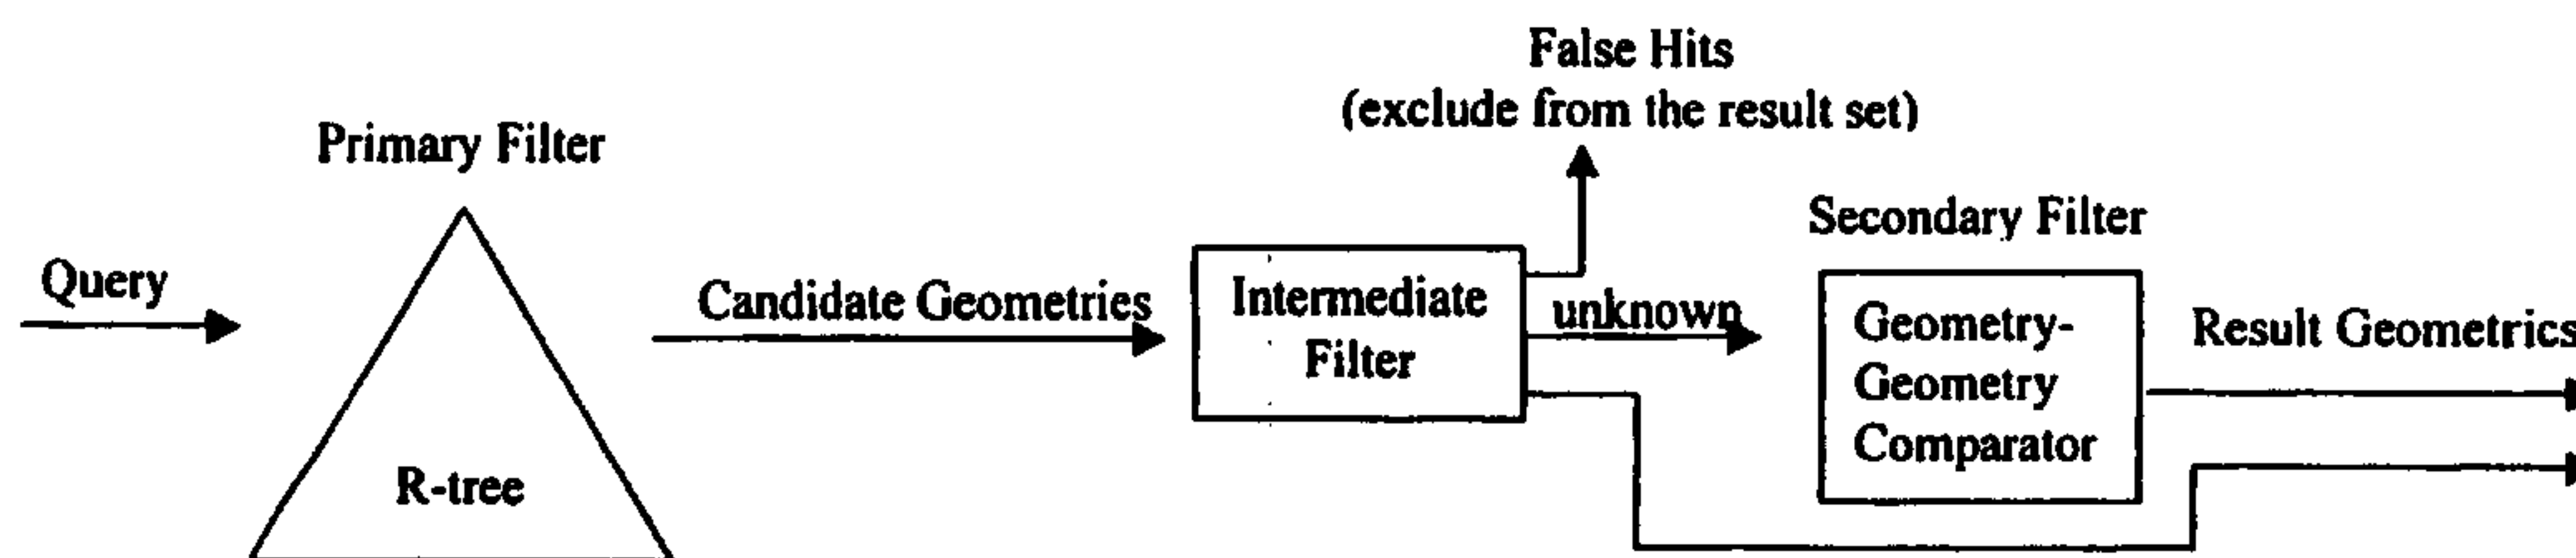 Query
Primary Filter
R-tree
Candidate Geometries
Intermediate
Filter
False Hits
(exclude from the result set)
unknown
Secondary Filter
Geometry-
Geometry
Comparator
Result Geometrics